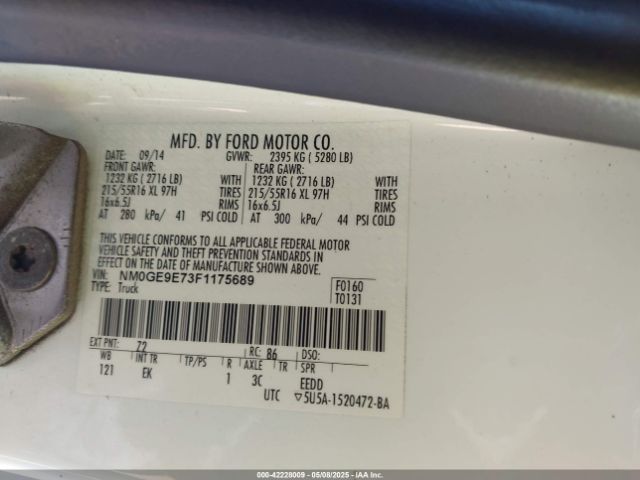 MFD. BY FORD MOTOR CO.
DATE: 09/14 GVWR: 2395 KG ( 5280 LB)
FRONT GAWR: REAR GAWR:
1232 KG ( 2716 LB) WITH 1232 KG ( 2716 LB) WITH
215/55R16 XL 97H TIRES 215/55R16 XL 97H TIRES
16x6.5J RIMS 16x6.5J RIMS
AT 280 kPa/ 41 PSI COLD AT 300 kPa/ 44 PSI COLD
THIS VEHICLE CONFORMS TO ALL APPLICABLE FEDERAL MOTOR
VEHICLE SAFETY AND THEFT PREVENTION STANDARDS IN
EFFECT ON THE DATE OF MANUFACTURE SHOWN ABOVE.
VIN: NM0GE9E73F1175689 F0160
TYPE: Truck T0131
EXT PNT: 72 RC: 86 DSO:
WB INT TR TP/PS R AXLE TR SPR
121 EK 1 3C EEDD
UTC ▽5U5A-1520472-BA
000-42228009 - 05/08/2025 - IAA Inc.